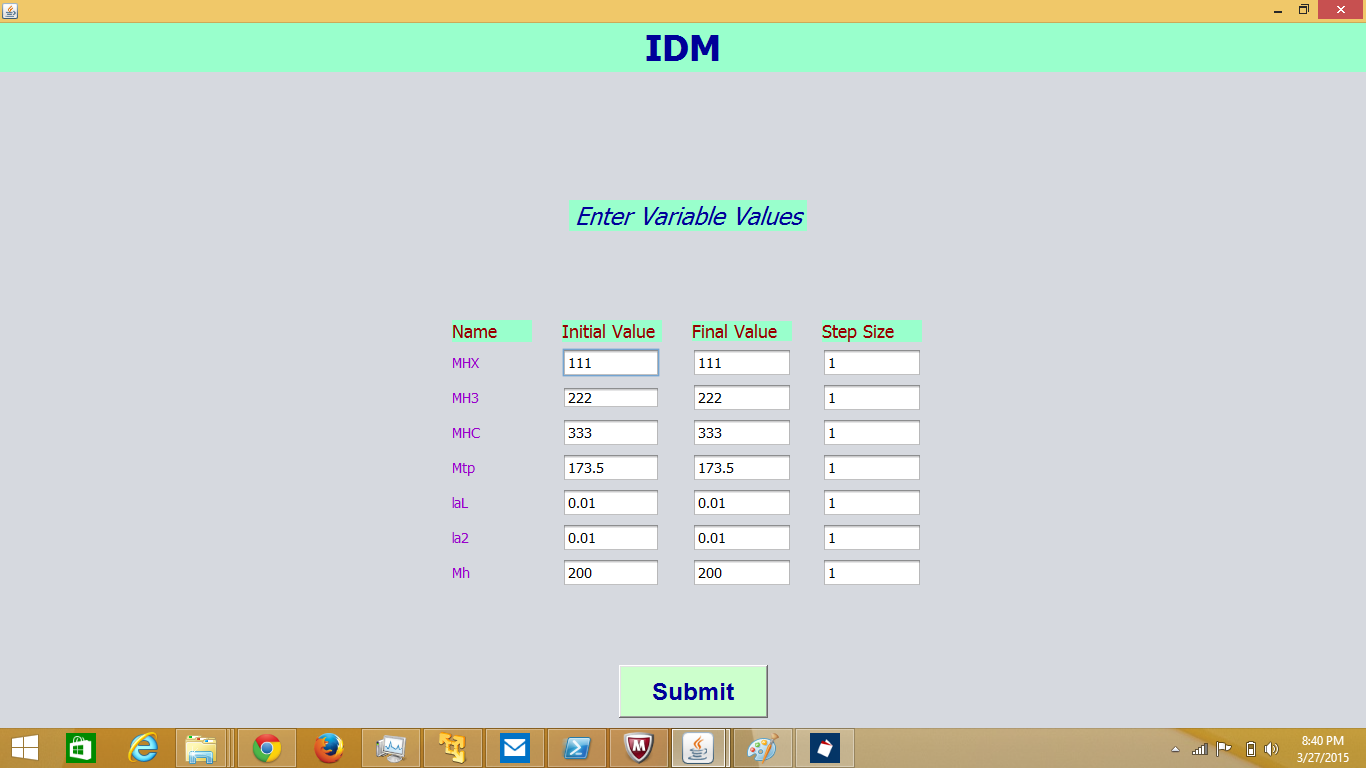 IDM
Enter Variable Values
Name Initial Value Final Value Step Size
MHX 111 111 1
MH3 222 222 1
MHC 333 333 1
Mtp 173.5 173.5 1
laL 0.01 0.01 1
la2 0.01 0.01 1
Mh 200 200 1
Submit
8:40 PM
3/27/2015